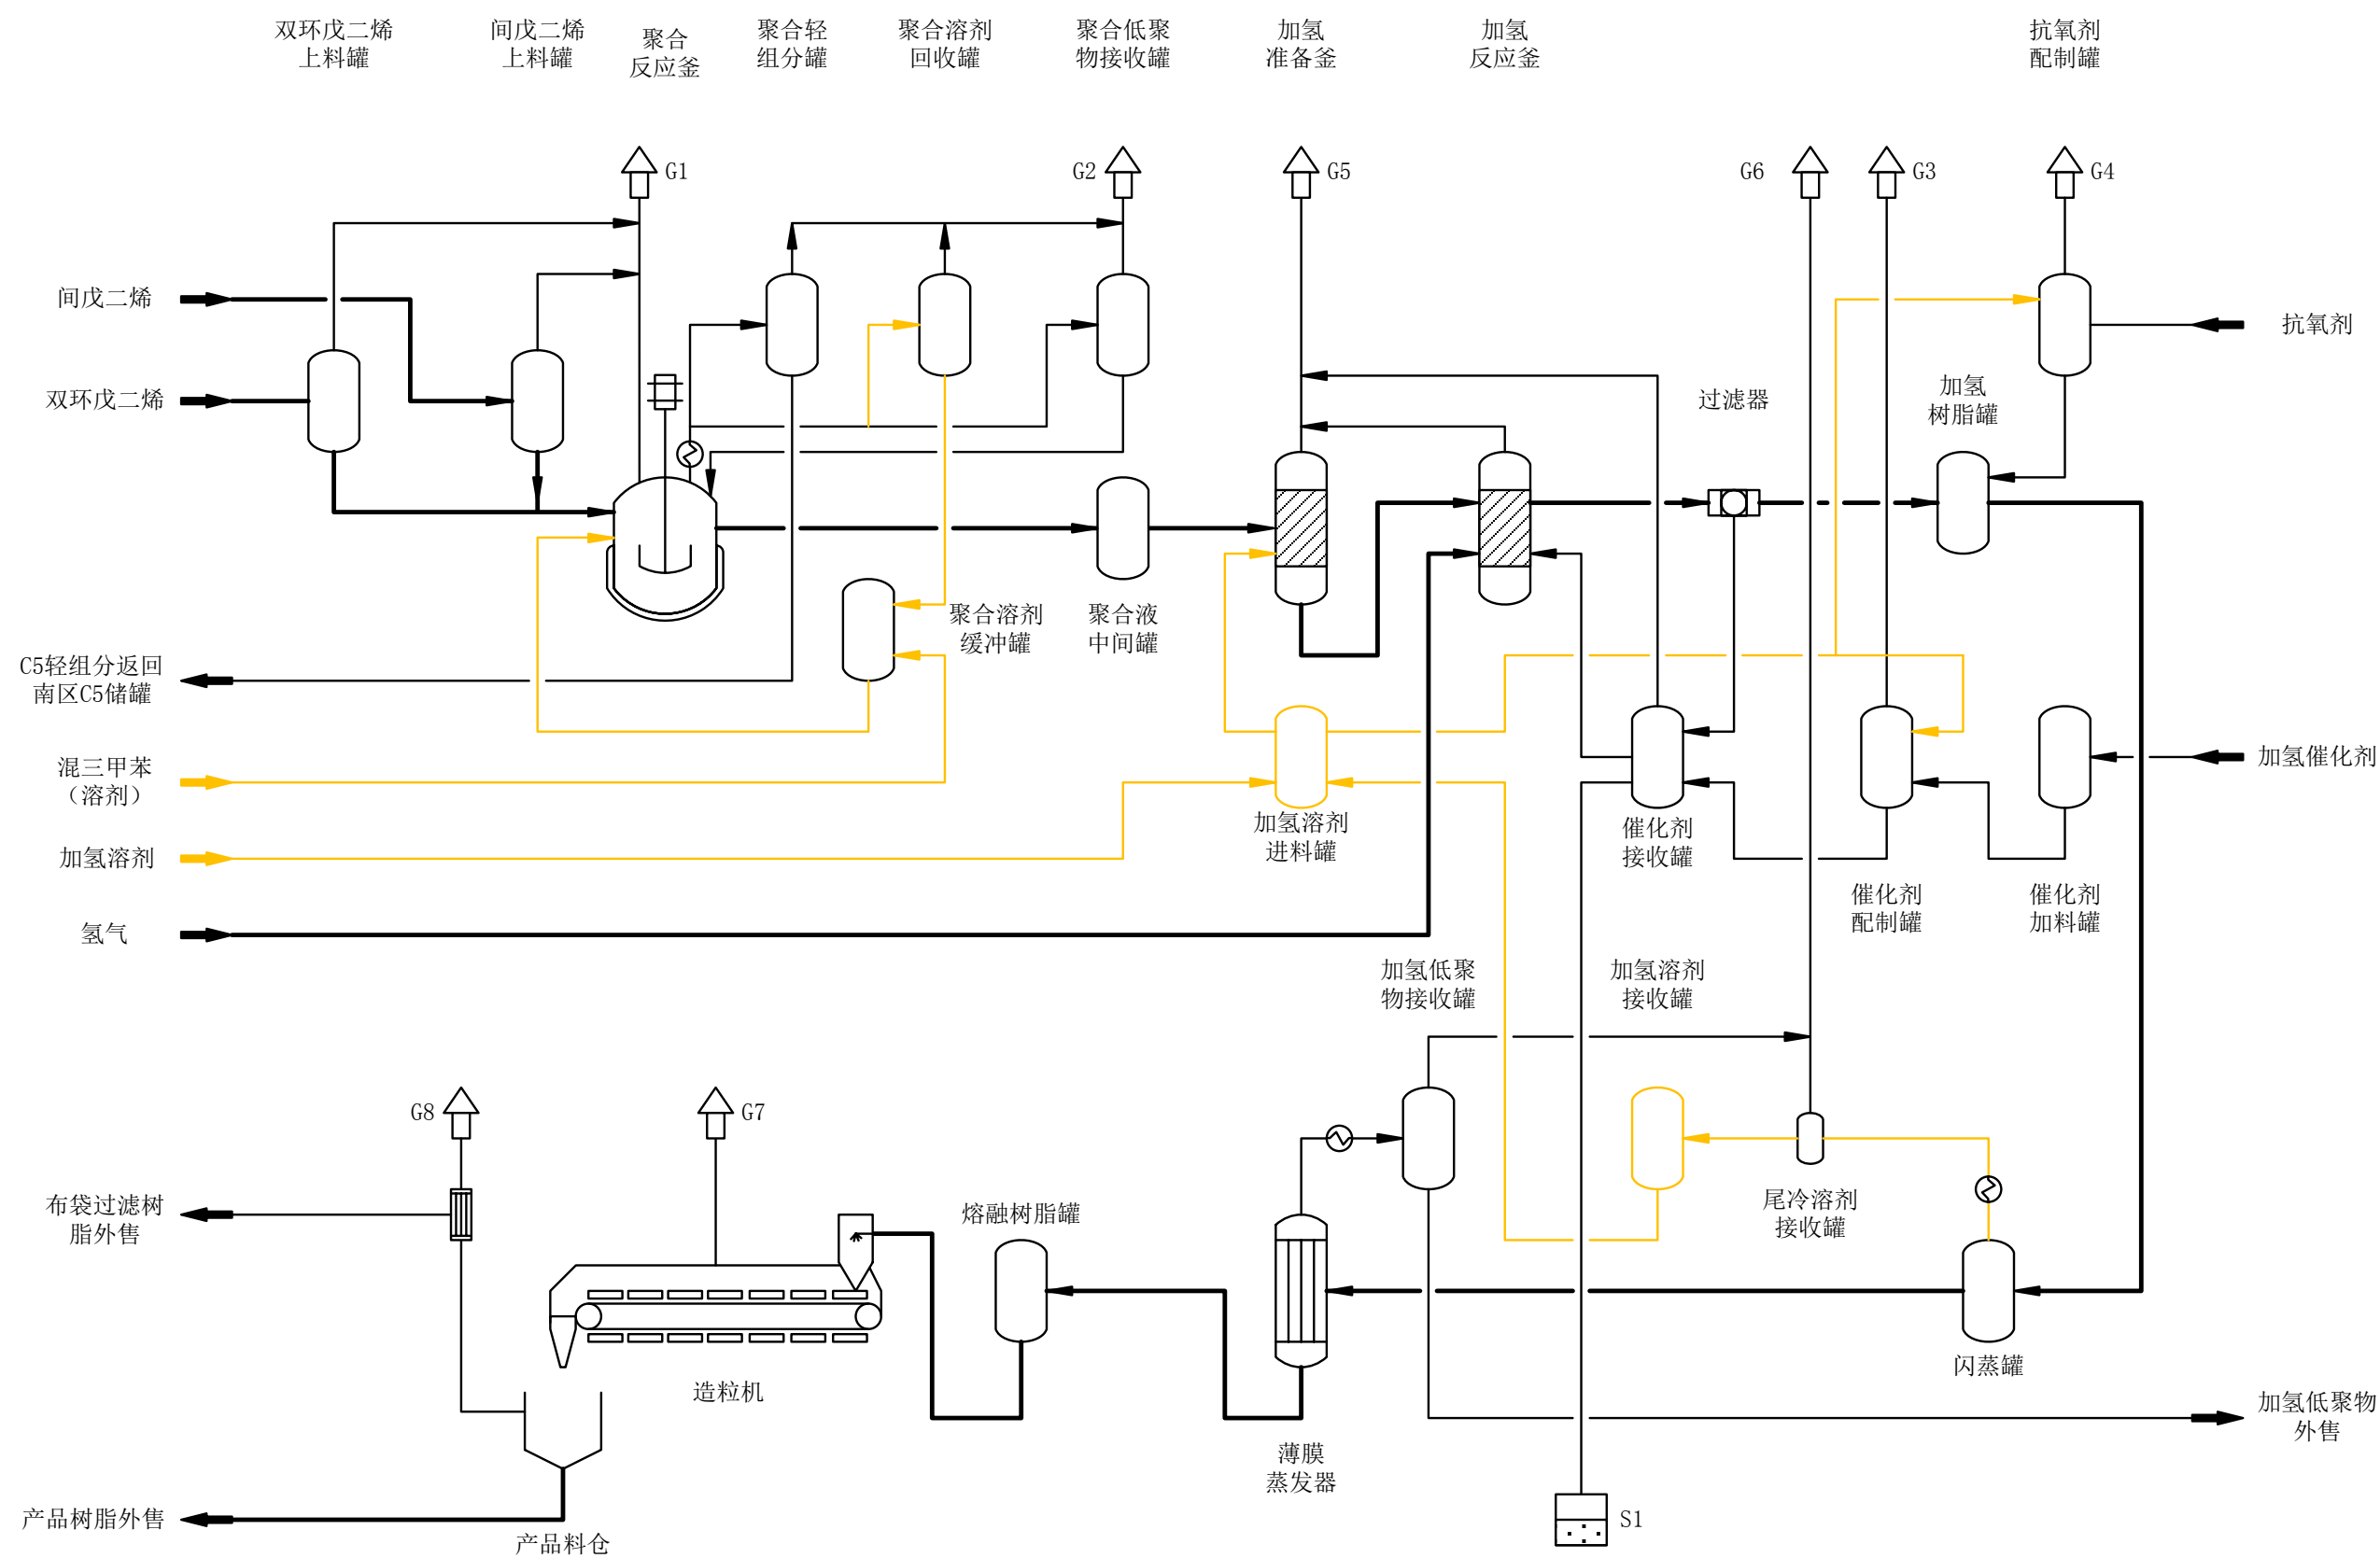 双环戊二烯
上料罐
间戊二烯
上料罐
聚合
反应釜
聚合轻
组分罐
聚合溶剂
回收罐
聚合低聚
物接收罐
加氢
准备釜
加氢
反应釜
抗氧剂
配制罐
G1
G2
G5
G6
G3
G4
间戊二烯
抗氧剂
双环戊二烯
过滤器
加氢
树脂罐
聚合溶剂
缓冲罐
聚合液
中间罐
C5轻组分返回
南区C5储罐
混三甲苯
（溶剂）
加氢催化剂
加氢溶剂
进料罐
催化剂
接收罐
加氢溶剂
催化剂
配制罐
催化剂
加料罐
氢气
加氢低聚
物接收罐
加氢溶剂
接收罐
G8
G7
布袋过滤树
脂外售
熔融树脂罐
尾冷溶剂
接收罐
闪蒸罐
造粒机
加氢低聚物
外售
薄膜
蒸发器
产品树脂外售
S1
产品料仓